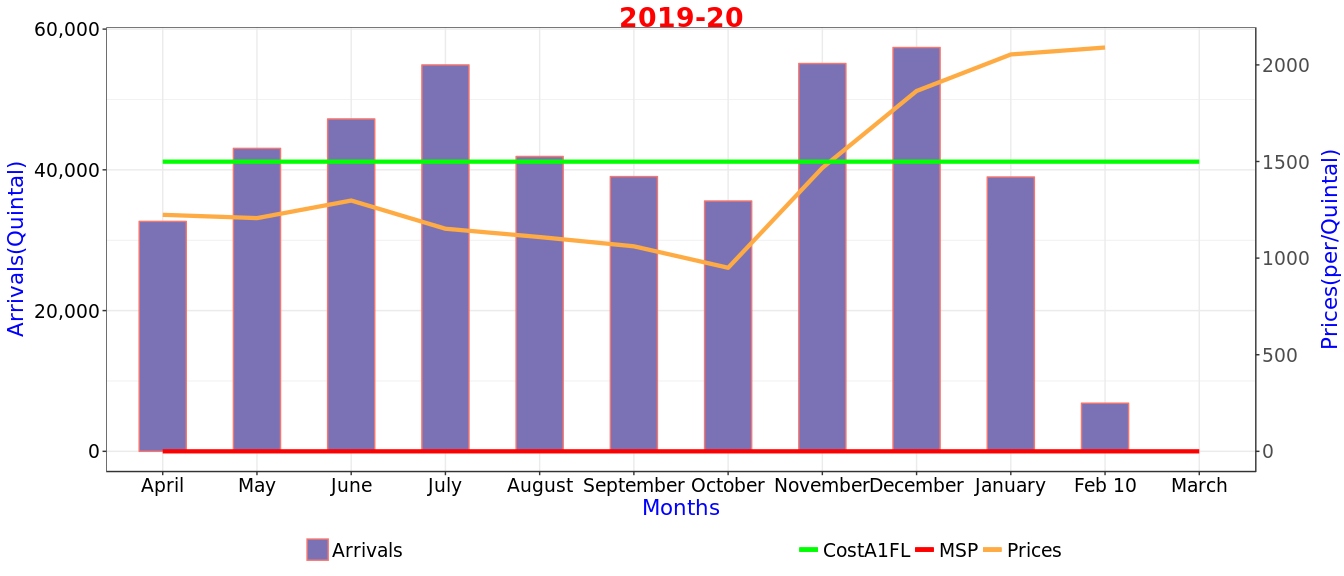 2019-20
60,000
40,000
20,000
0
Arrivals(Quintal)
2000
1500
1000
500
0
Prices(per/Quintal)
April May June July August September October November December January Feb 10 March
Months
Arrivals CostA1FL MSP Prices